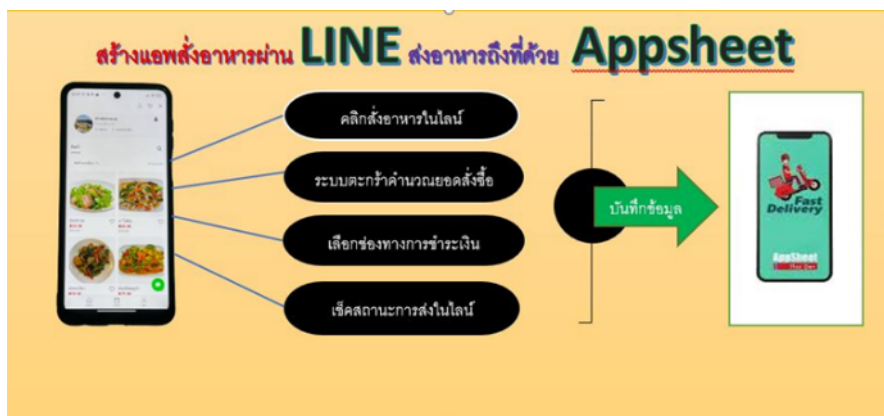 สร้างแอพสั่งอาหารผ่าน LINE ส่งอาหารถึงที่ด้วย Appsheet
คลิกสั่งอาหารในไลน์
ระบบตะกร้าคำนวณยอดสั่งซื้อ
เลือกช่องทางการชำระเงิน
เช็คสถานะการส่งในไลน์
บันทึกข้อมูล
Fast
Delivery
AppSheet